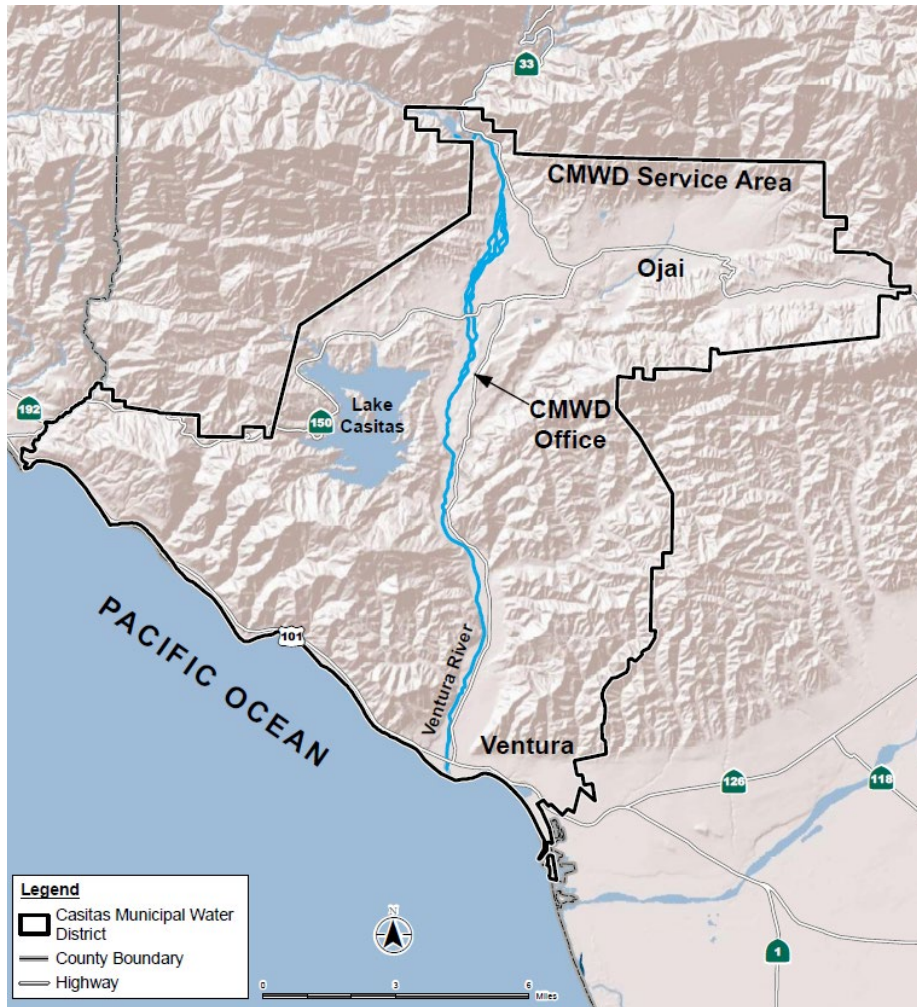 33
CMWD Service Area
Ojai
CMWD
Office
Lake
Casitas
192
150
PACIFIC OCEAN
101
Ventura River
Ventura
126
118
1
Legend
Casitas Municipal Water
District
County Boundary
Highway
N
0 3 6
Miles